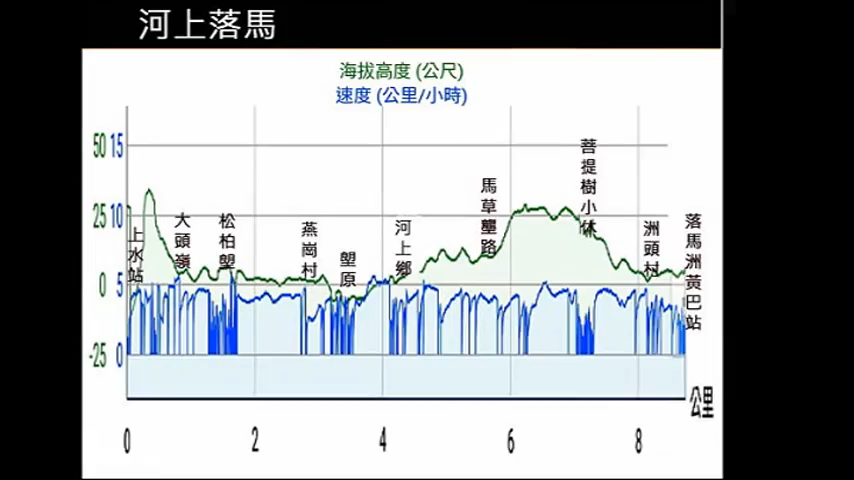 河上落馬
海拔高度 (公尺)
速度 (公里/小時)
50 15
25 10
0 5
-25 0
上水站
大頭嶺
松柏塱
燕崗村
塱原
河上鄉
馬草壟路
菩提樹小休
洲頭村
落馬洲黃巴站
公里
0 2 4 6 8